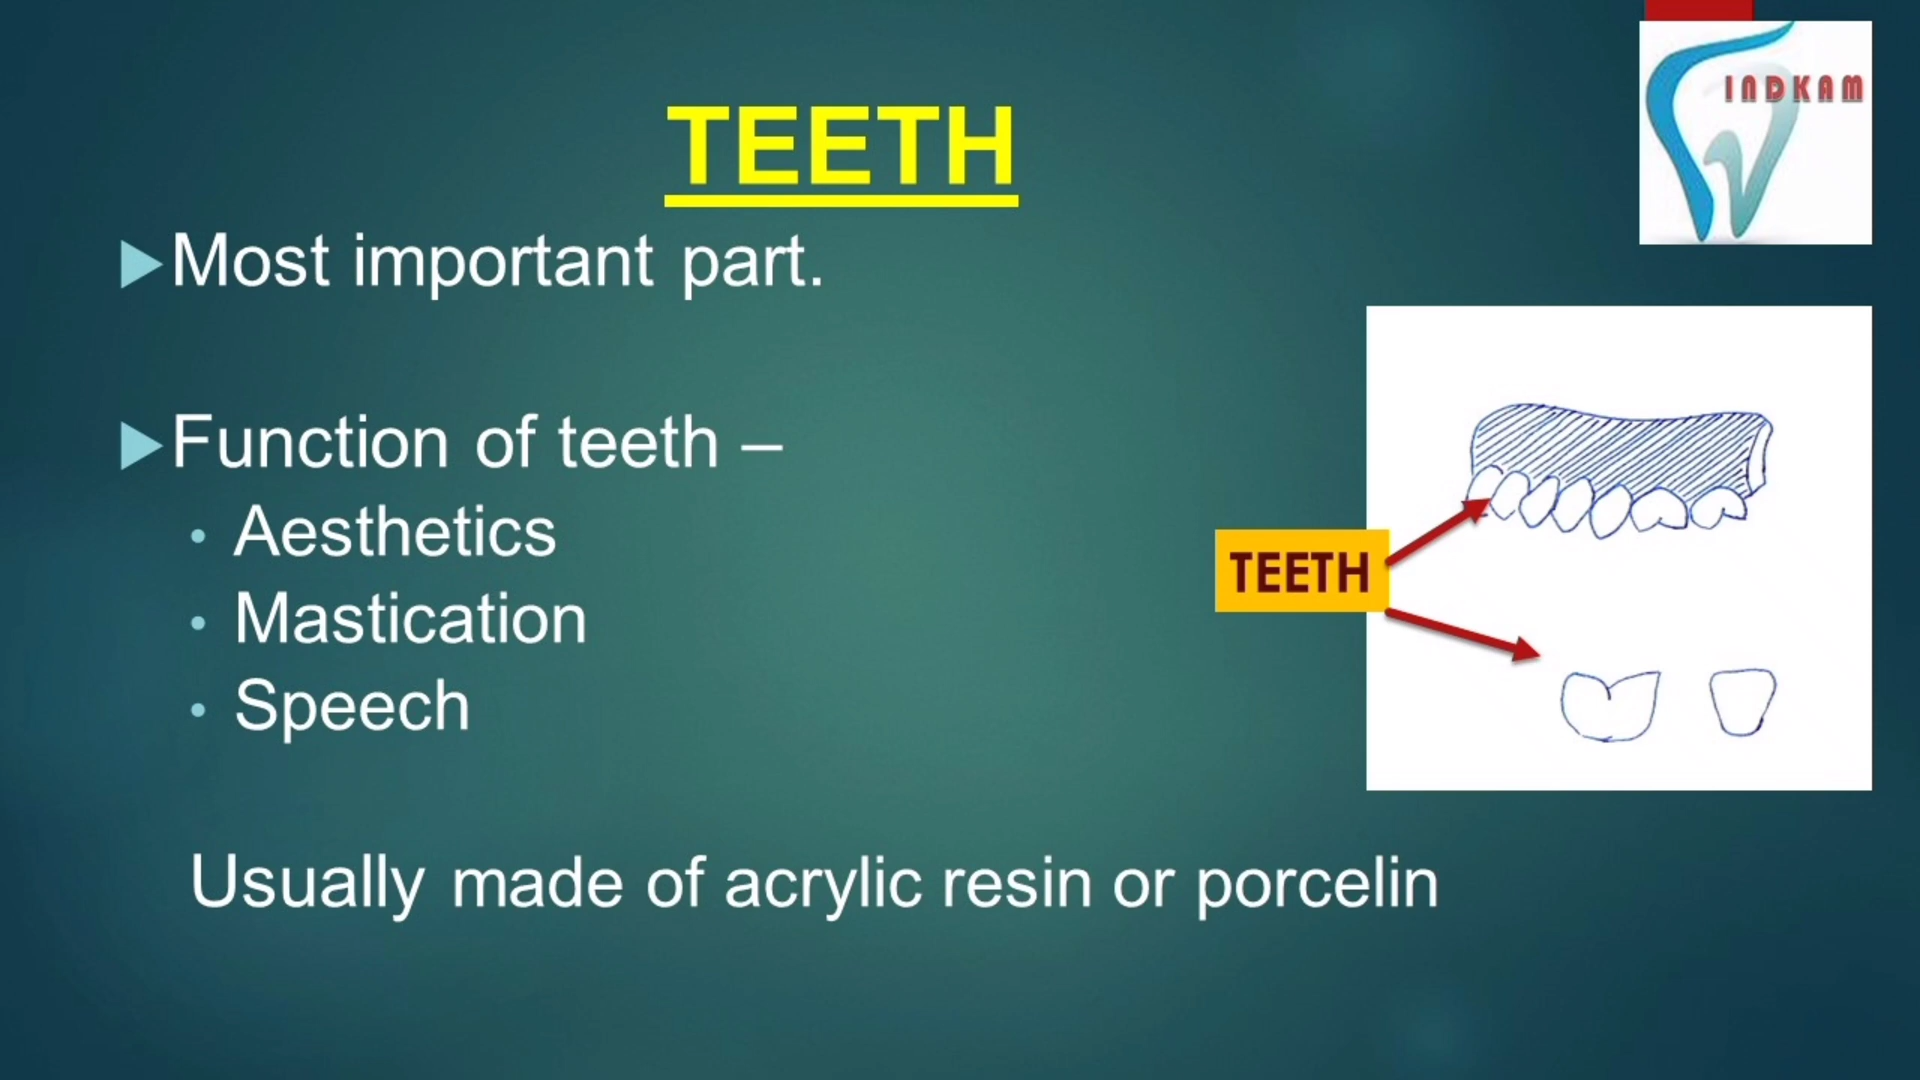 INDKAM
TEETH
Most important part.
Function of teeth –
Aesthetics
Mastication
Speech
TEETH
Usually made of acrylic resin or porcelin